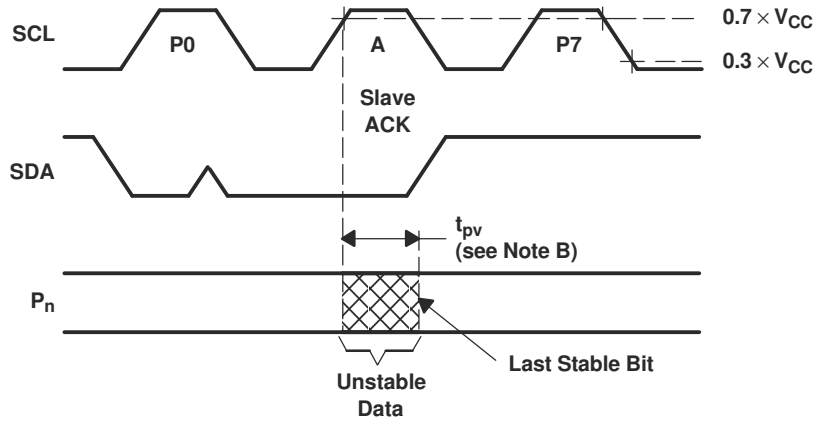 SCL
P0
A
P7
0.7 × VCC
0.3 × VCC
Slave
ACK
SDA
tpv
(see Note B)
Pn
Last Stable Bit
Unstable
Data